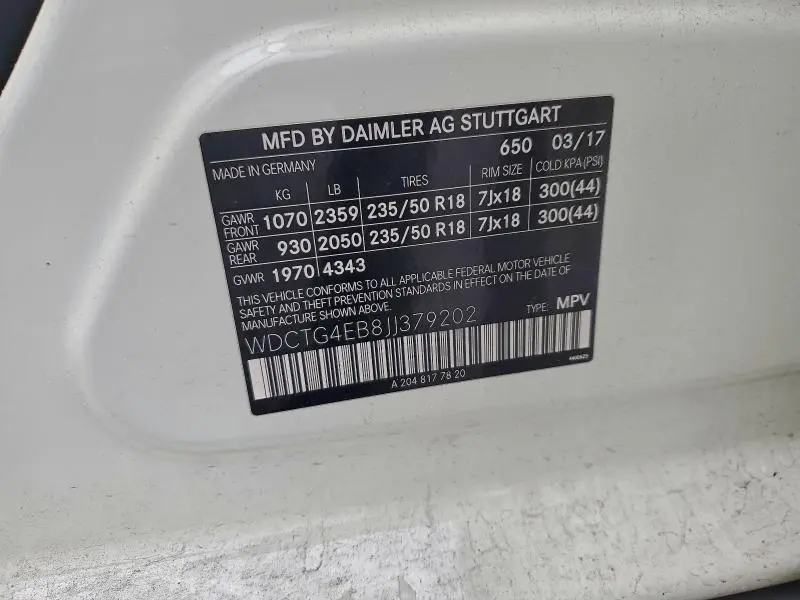 MFD BY DAIMLER AG STUTTGART
MADE IN GERMANY 650 03/17
KG LB TIRES RIM SIZE COLD KPA(PSI)
GAWR FRONT 1070 2359 235/50 R18 7Jx18 300(44)
GAWR REAR 930 2050 235/50 R18 7Jx18 300(44)
GVWR 1970 4343
THIS VEHICLE CONFORMS TO ALL APPLICABLE FEDERAL MOTOR VEHICLE
SAFETY AND THEFT PREVENTION STANDARDS IN EFFECT ON THE DATE OF
MANUFACTURE SHOWN ABOVE.
WDCTG4EB8JJ379202 TYPE: MPV
A 204 817 78 20